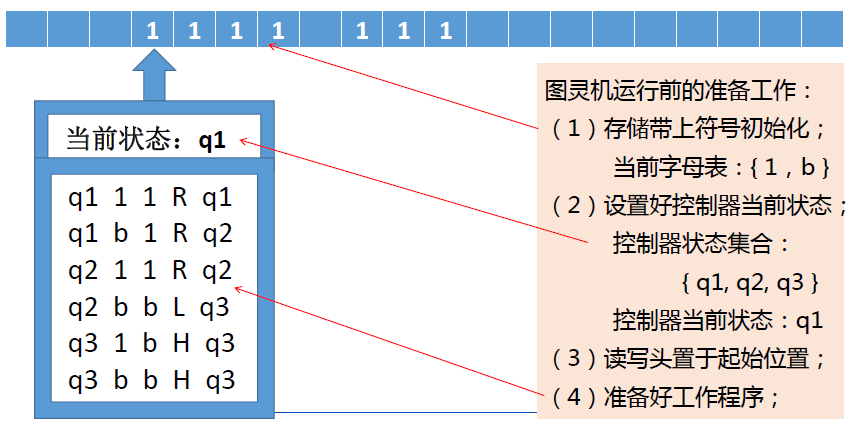 1 1 1 1 1 1 1
当前状态：q1
q1 1 1 R q1
q1 b 1 R q2
q2 1 1 R q2
q2 b b L q3
q3 1 b H q3
q3 b b H q3
图灵机运行前的准备工作：
（1）存储带上符号初始化；
当前字母表：{ 1，b }
（2）设置好控制器当前状态；
控制器状态集合：
{ q1, q2, q3 }
控制器当前状态：q1
（3）读写头置于起始位置；
（4）准备好工作程序；